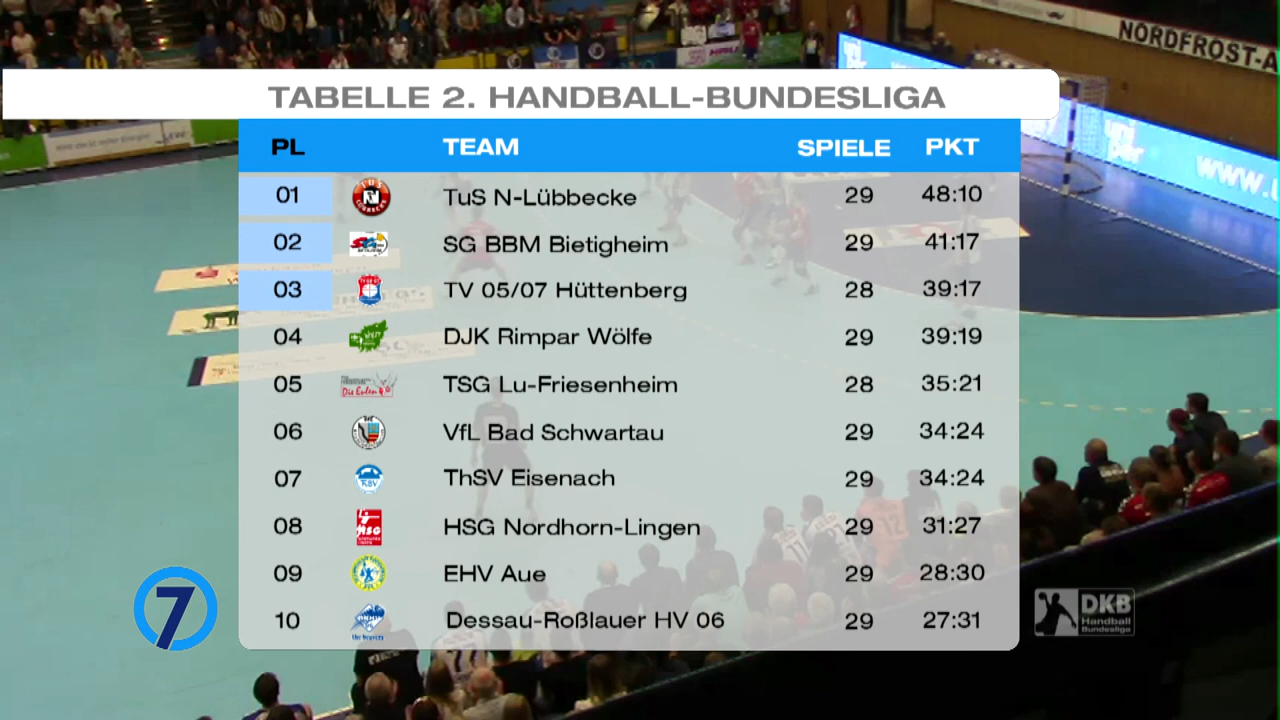 NORDFROST-A
TABELLE 2. HANDBALL-BUNDESLIGA
PL TEAM SPIELE PKT
www.
01 TuS N-Lübbecke 29 48:10
02 SG BBM Bietigheim 29 41:17
03 TV 05/07 Hüttenberg 28 39:17
04 DJK Rimpar Wölfe 29 39:19
05 Die Eulen TSG Lu-Friesenheim 28 35:21
06 VfL Bad Schwartau 29 34:24
07 ThSV Eisenach 29 34:24
08 HSG Nordhorn-Lingen 29 31:27
09 EHV Aue 29 28:30
10 Dessau-Roßlauer HV 06 29 27:31
7
DKB
Handball
Bundesliga